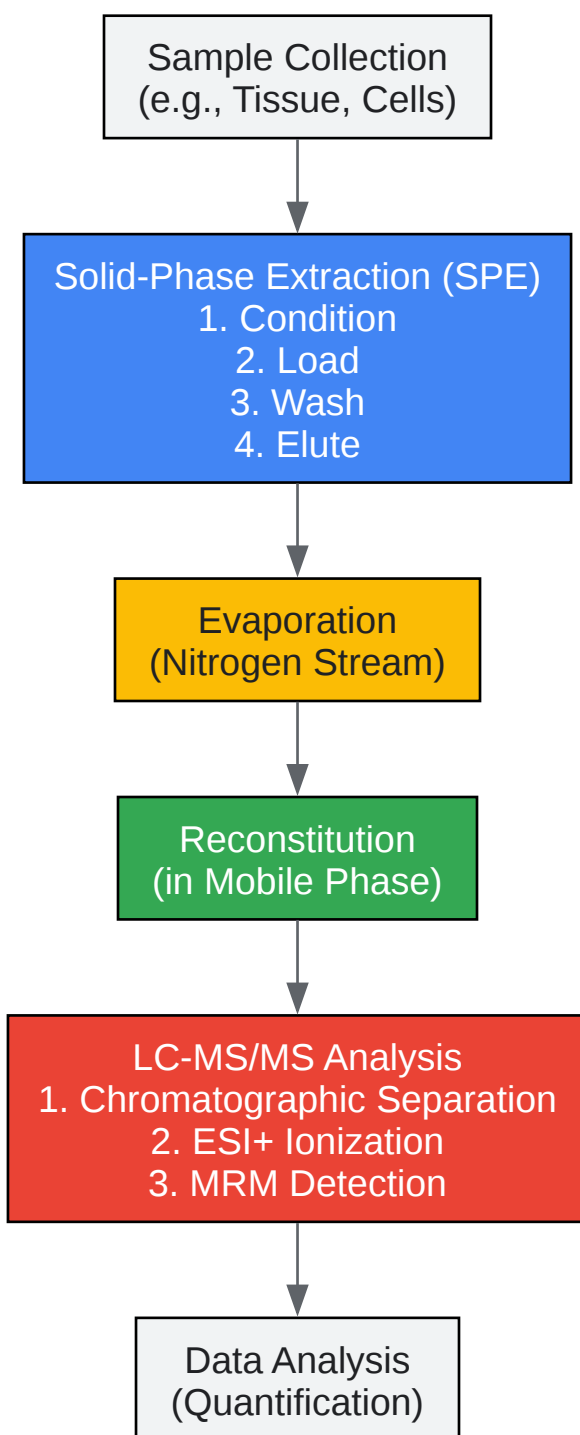 Sample Collection
(e.g., Tissue, Cells)
Solid-Phase Extraction (SPE)
1. Condition
2. Load
3. Wash
4. Elute
Evaporation
(Nitrogen Stream)
Reconstitution
(in Mobile Phase)
LC-MS/MS Analysis
1. Chromatographic Separation
2. ESI+ Ionization
3. MRM Detection
Data Analysis
(Quantification)